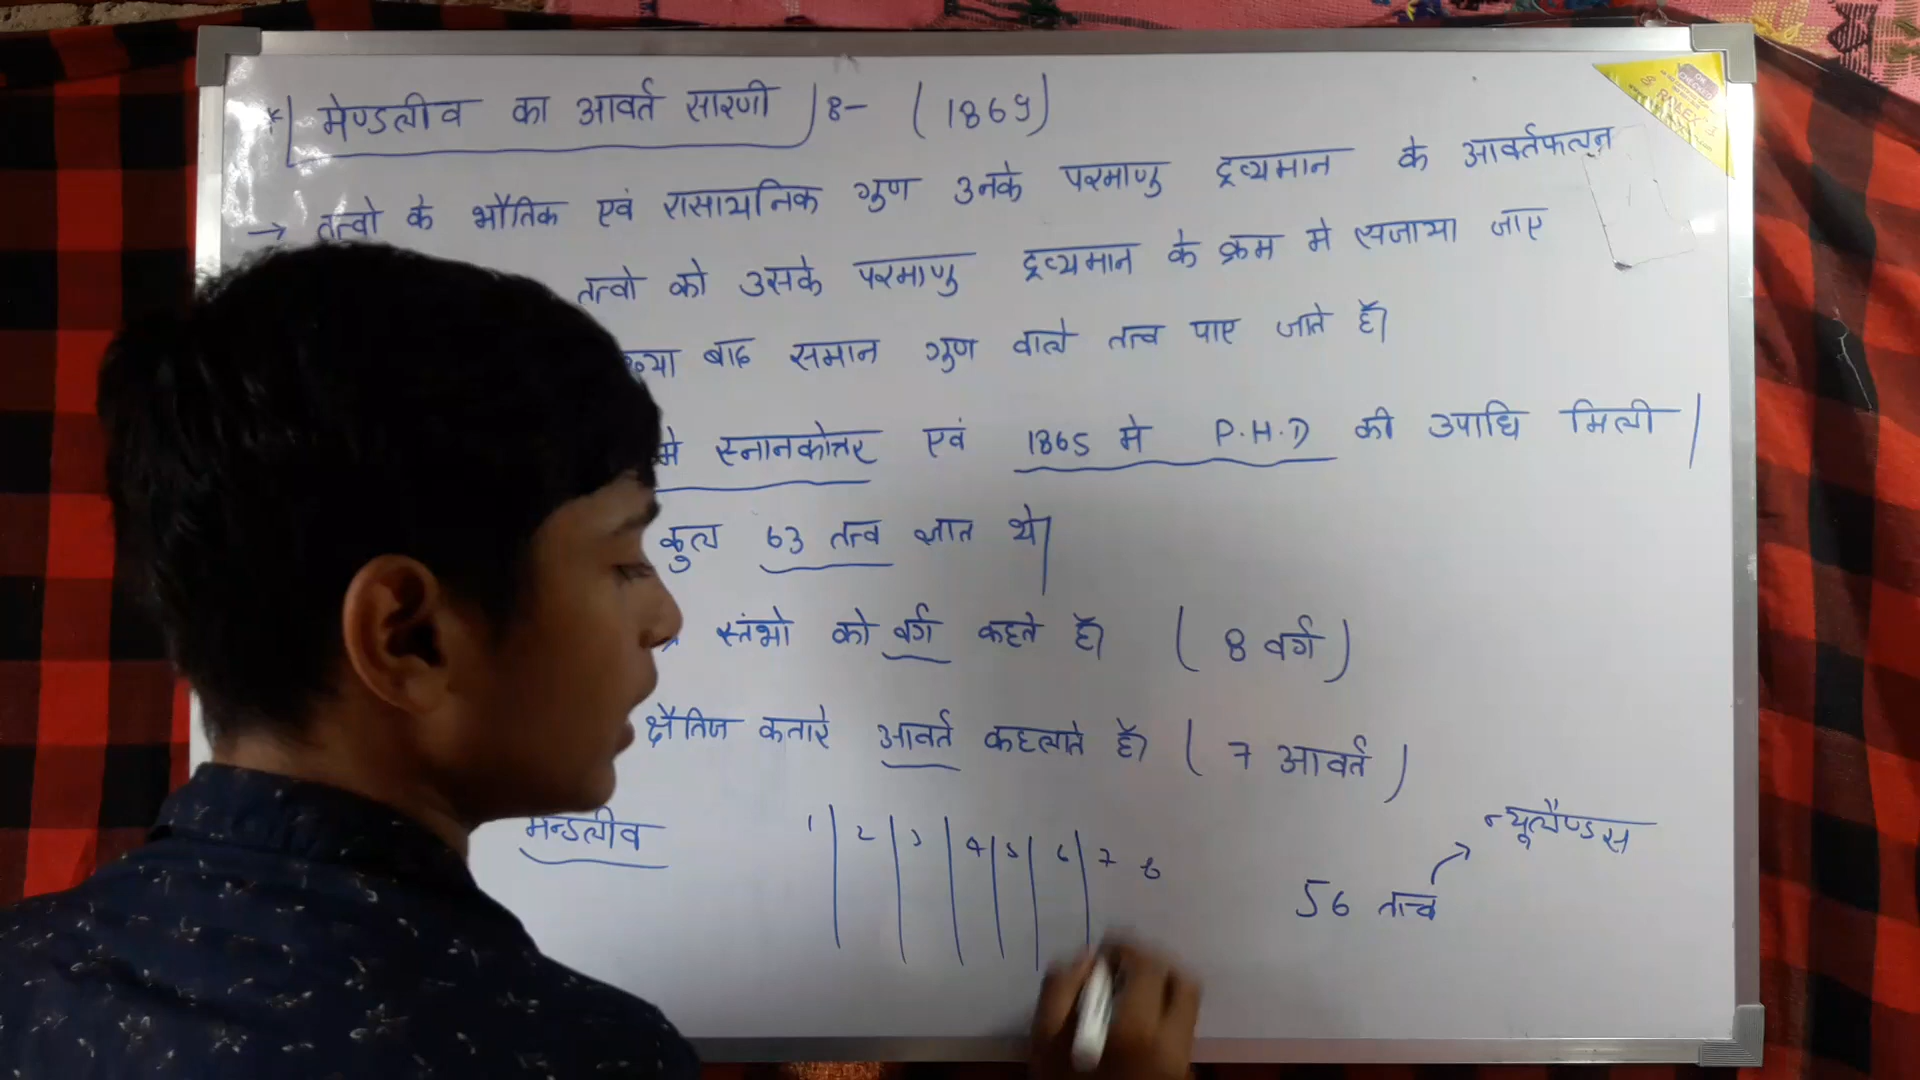 * मेण्डलीव का आवर्त सारणी :- ( 1869)
→ तत्वो के भौतिक एवं रासायनिक गुण उनके परमाणु द्रव्यमान के आवर्तफलन
तत्वो को उसके परमाणु द्रव्यमान के क्रम मे सजाया जाए
ख्या बाद समान गुण वाले तत्व पाए जाते हैं।
मे स्नानकोत्तर एवं 1865 मे P.H.D की उपाधि मिली |
कुल 63 तत्व ज्ञात थे।
स्तंभो को वर्ग कहते हैं। ( 8 वर्ग )
क्षैतिज कतारे आवर्त कहलाते हैं। ( 7 आवर्त )
मन्डलीव 1 2 3 4 5 6 7 8
न्यूलैण्डस
56 तत्व